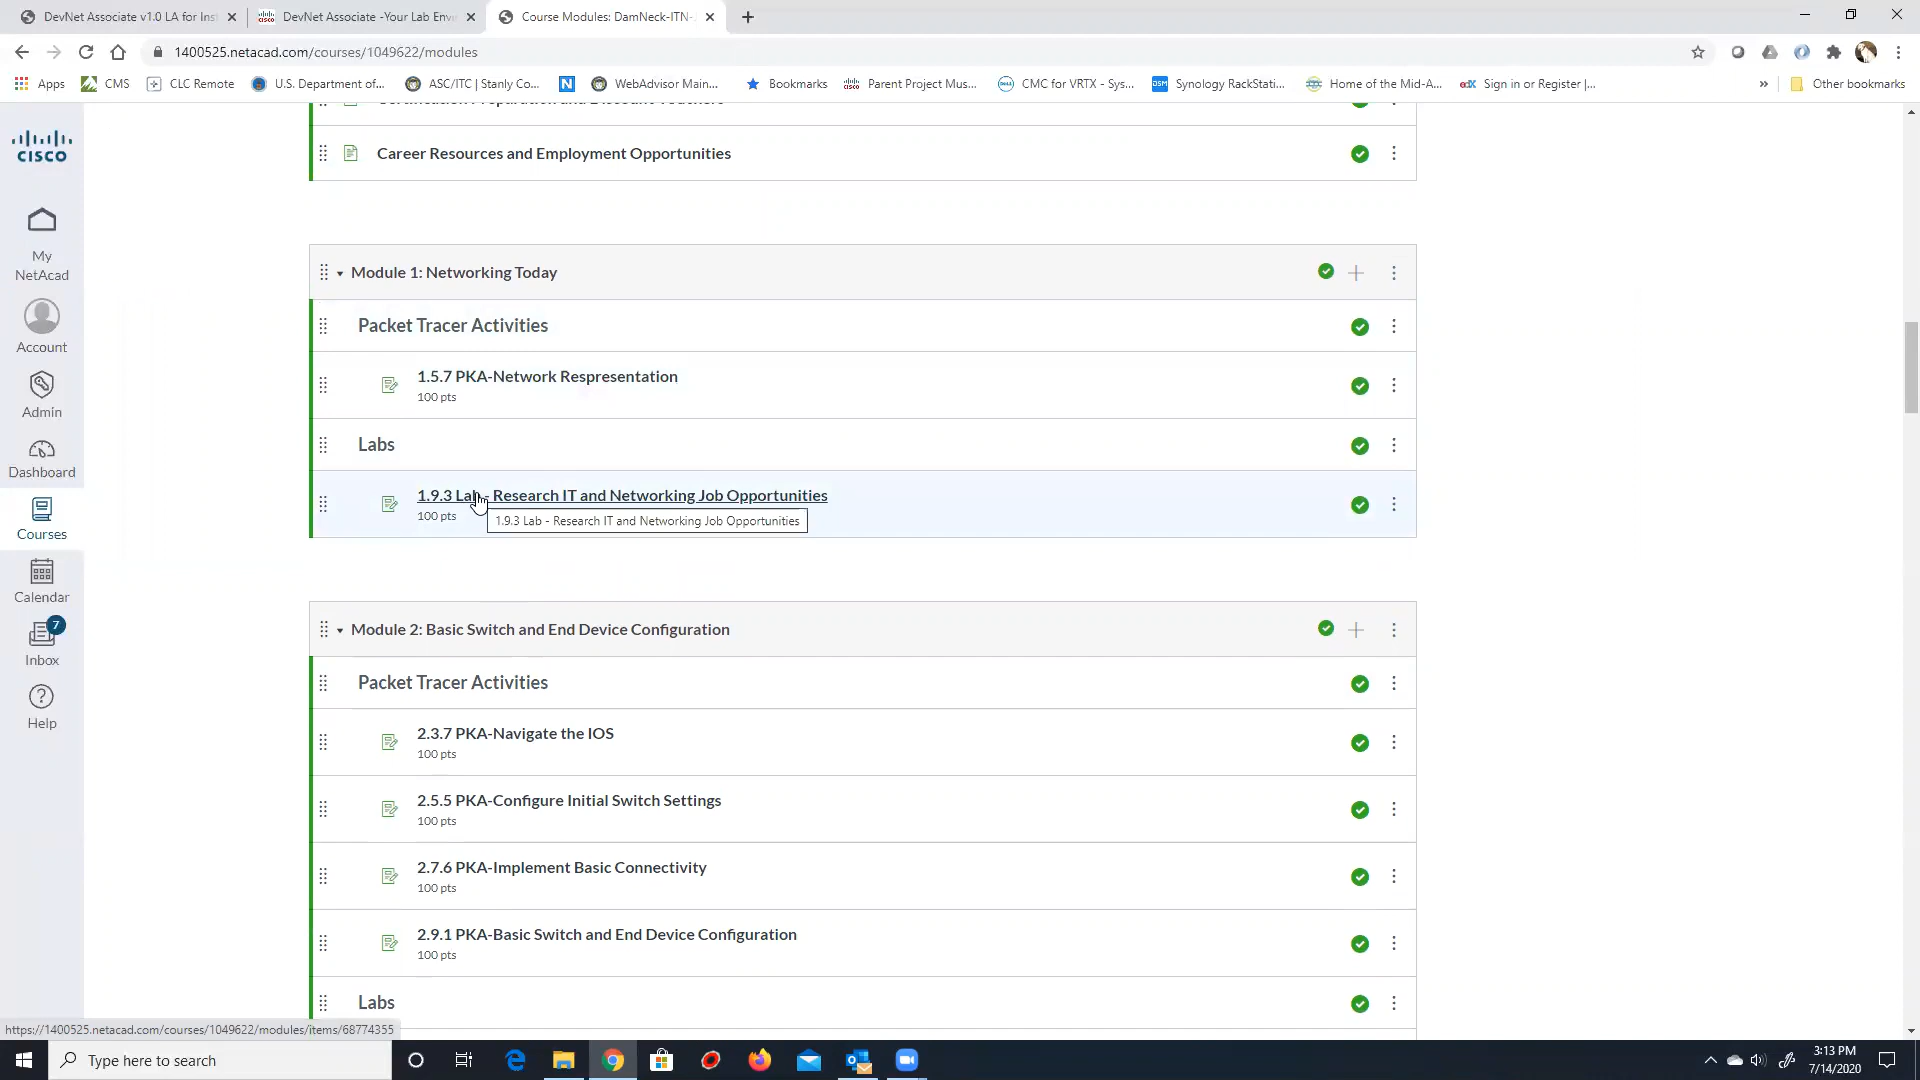 DevNet Associate v1.0 LA for Inst
DevNet Associate -Your Lab Envi
Course Modules: DamNeck-ITN-
1400525.netacad.com/courses/1049622/modules
Apps
CMS
CLC Remote
U.S. Department of...
ASC/ITC | Stanly Co...
N
WebAdvisor Main...
Bookmarks
Parent Project Mus...
CMC for VRTX - Sys...
DSM
Synology RackStati...
Home of the Mid-A...
edX
Sign in or Register |...
»
Other bookmarks
CISCO
My
NetAcad
Account
Admin
Dashboard
Courses
Calendar
7
Inbox
Help
Certification Preparation and Discount Vouchers
Career Resources and Employment Opportunities
Module 1: Networking Today
Packet Tracer Activities
1.5.7 PKA-Network Respresentation
100 pts
Labs
1.9.3 Lab - Research IT and Networking Job Opportunities
100 pts
1.9.3 Lab - Research IT and Networking Job Opportunities
Module 2: Basic Switch and End Device Configuration
Packet Tracer Activities
2.3.7 PKA-Navigate the IOS
100 pts
2.5.5 PKA-Configure Initial Switch Settings
100 pts
2.7.6 PKA-Implement Basic Connectivity
100 pts
2.9.1 PKA-Basic Switch and End Device Configuration
100 pts
Labs
https://1400525.netacad.com/courses/1049622/modules/items/68774355
Type here to search
3:13 PM
7/14/2020